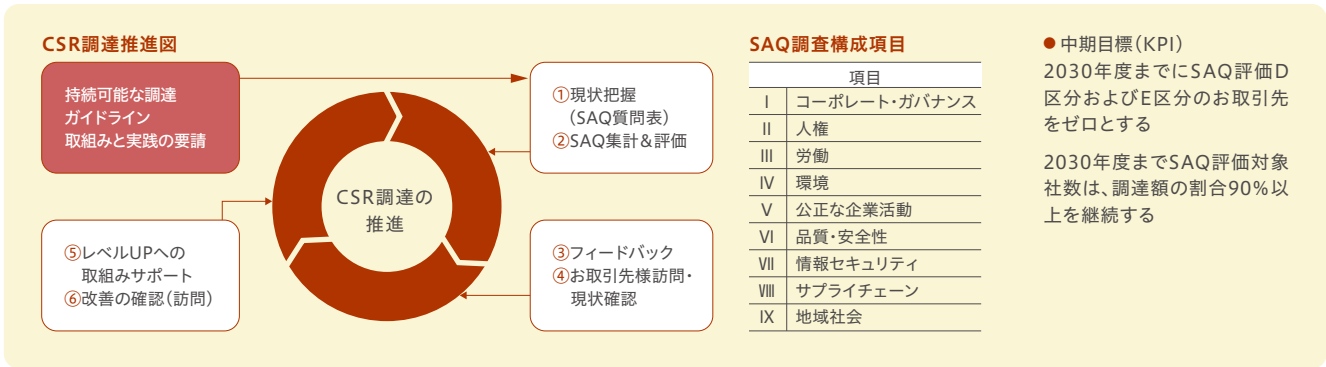 CSR調達推進図
持続可能な調達
ガイドライン
取組みと実践の要請
①現状把握
（SAQ質問表）
②SAQ集計＆評価
CSR調達の
推進
③フィードバック
④お取引先様訪問・
現状確認
⑤レベルUPへの
取組みサポート
⑥改善の確認（訪問）
SAQ調査構成項目
項目
Ⅰ コーポレート・ガバナンス
Ⅱ 人権
Ⅲ 労働
Ⅳ 環境
Ⅴ 公正な企業活動
Ⅵ 品質・安全性
Ⅶ 情報セキュリティ
Ⅷ サプライチェーン
Ⅸ 地域社会
●中期目標（KPI）
2030年度までにSAQ評価D
区分およびE区分のお取引先
をゼロとする
2030年度までSAQ評価対象
社数は、調達額の割合90％以
上を継続する